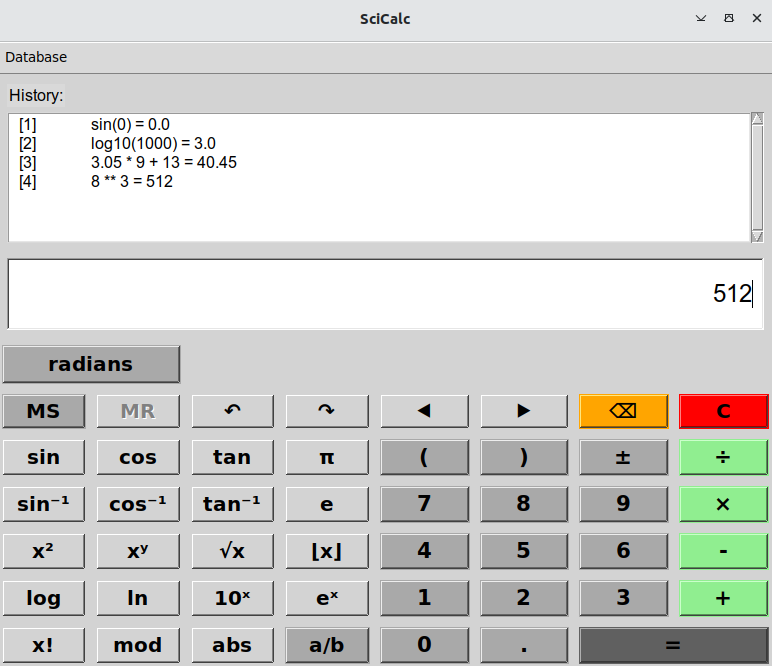 SciCalc
Database
History:
[1] sin(0) = 0.0
[2] log10(1000) = 3.0
[3] 3.05 * 9 + 13 = 40.45
[4] 8 ** 3 = 512
512
radians
MS MR ↶ ↷ ◀ ▶ ⌫ C
sin cos tan π ( ) ± ÷
sin⁻¹ cos⁻¹ tan⁻¹ e 7 8 9 ×
x² xʸ √x ⌊x⌋ 4 5 6 -
log ln 10ˣ eˣ 1 2 3 +
x! mod abs a/b 0 . =